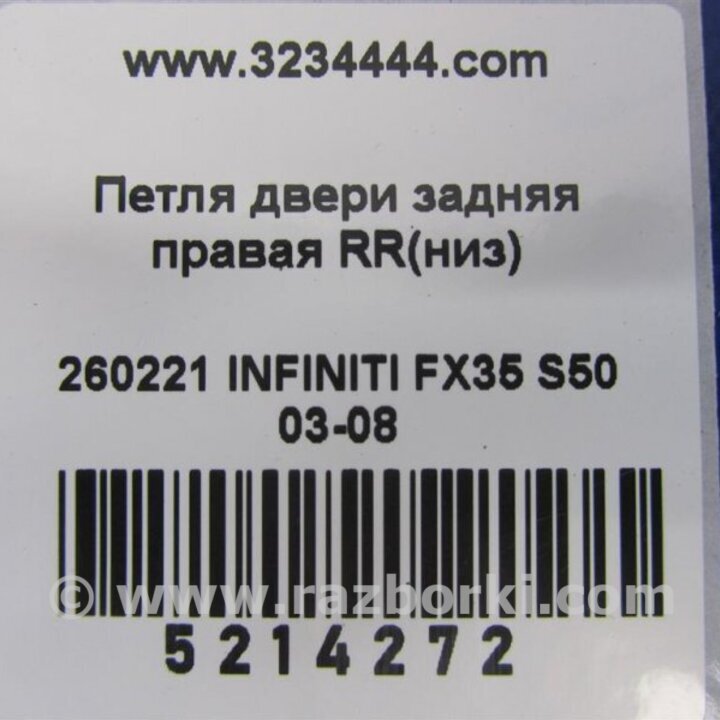 www.3234444.com
Петля двери задняя
правая RR(низ)
260221 INFINITI FX35 S50
03-08
© www.razborki.com
5214272